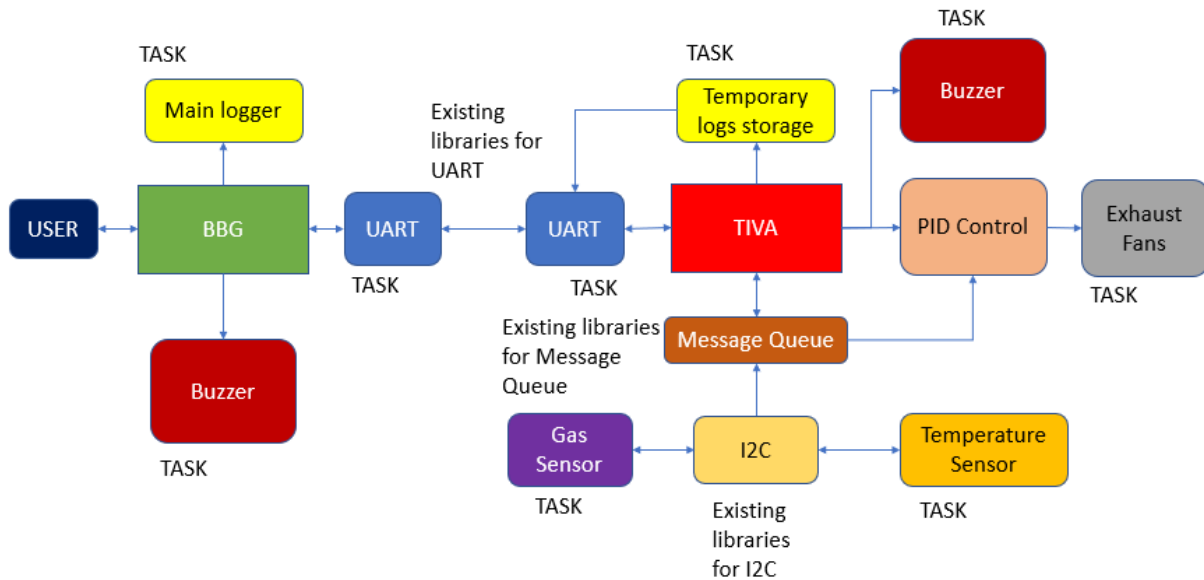 TASK
Buzzer
TASK
Main logger
TASK
Temporary
logs storage
Existing
libraries for
UART
USER
BBG
UART
UART
TIVA
PID Control
Exhaust
Fans
TASK
TASK
TASK
Existing libraries
for Message
Queue
Message Queue
Buzzer
TASK
Gas
Sensor
TASK
I2C
Temperature
Sensor
TASK
Existing
libraries
for I2C